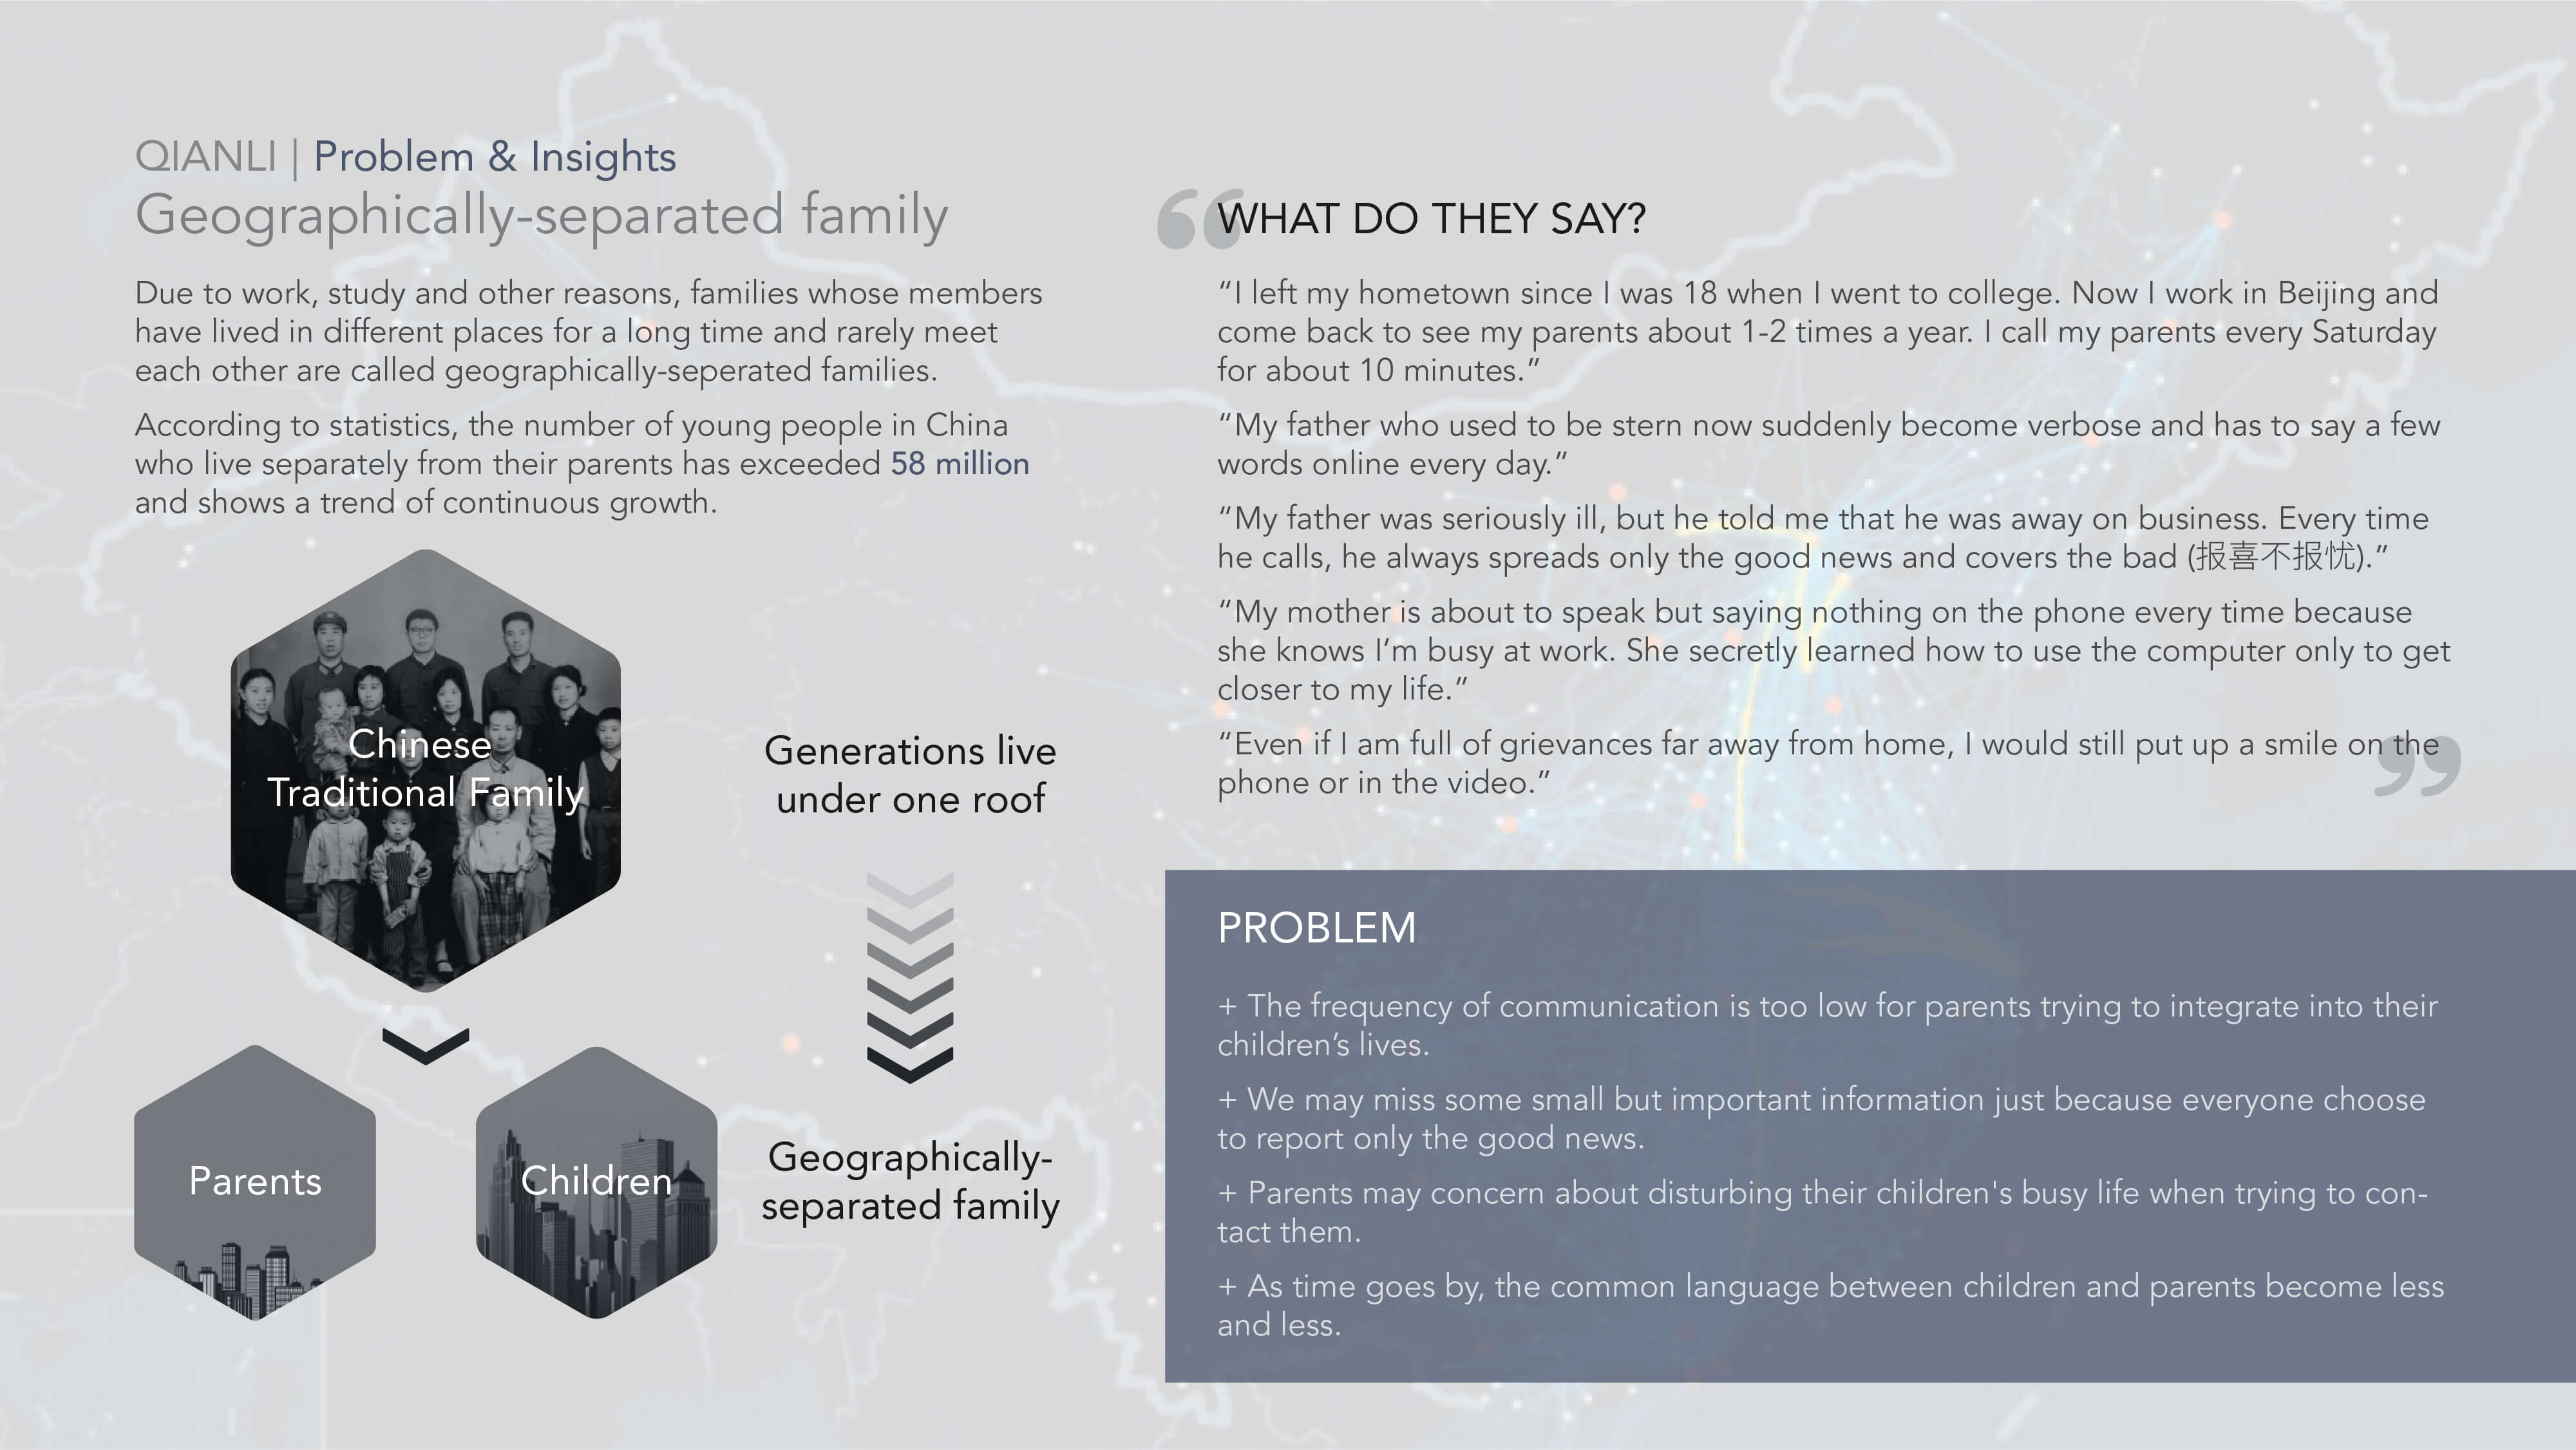 QIANLI | Problem & Insights
Geographically-separated family
Due to work, study and other reasons, families whose members
have lived in different places for a long time and rarely meet
each other are called geographically-seperated families.
According to statistics, the number of young people in China
who live separately from their parents has exceeded 58 million
and shows a trend of continuous growth.
Chinese
Traditional Family
Parents
Children
Generations live
under one roof
Geographically-
separated family
WHAT DO THEY SAY?
“I left my hometown since I was 18 when I went to college. Now I work in Beijing and
come back to see my parents about 1-2 times a year. I call my parents every Saturday
for about 10 minutes.”
“My father who used to be stern now suddenly become verbose and has to say a few
words online every day.”
“My father was seriously ill, but he told me that he was away on business. Every time
he calls, he always spreads only the good news and covers the bad (报喜不报忧).”
“My mother is about to speak but saying nothing on the phone every time because
she knows I’m busy at work. She secretly learned how to use the computer only to get
closer to my life.”
“Even if I am full of grievances far away from home, I would still put up a smile on the
phone or in the video.”
PROBLEM
+ The frequency of communication is too low for parents trying to integrate into their
children’s lives.
+ We may miss some small but important information just because everyone choose
to report only the good news.
+ Parents may concern about disturbing their children's busy life when trying to con-
tact them.
+ As time goes by, the common language between children and parents become less
and less.